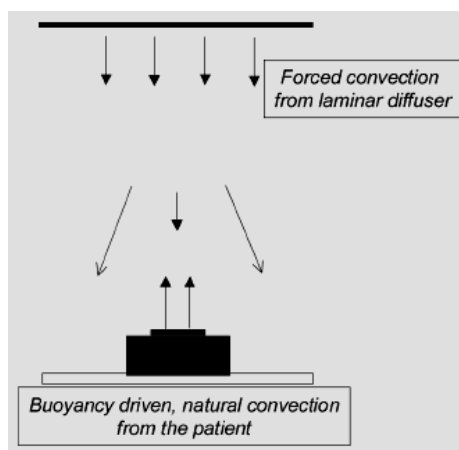 Forced convection
from laminar diffuser
Buoyancy driven, natural convection
from the patient